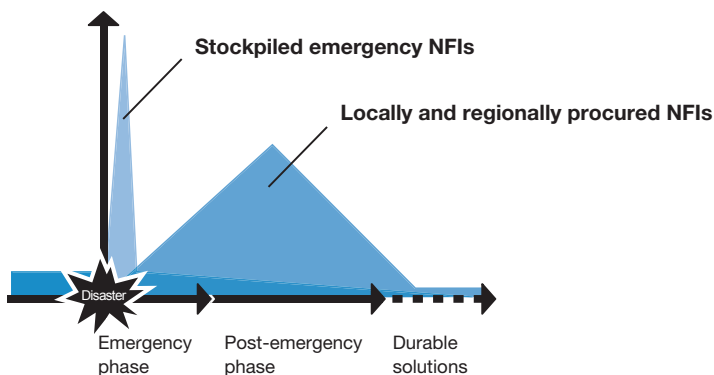 Stockpiled emergency NFIs
Locally and regionally procured NFIs
Disaster
Emergency
phase
Post-emergency
phase
Durable
solutions